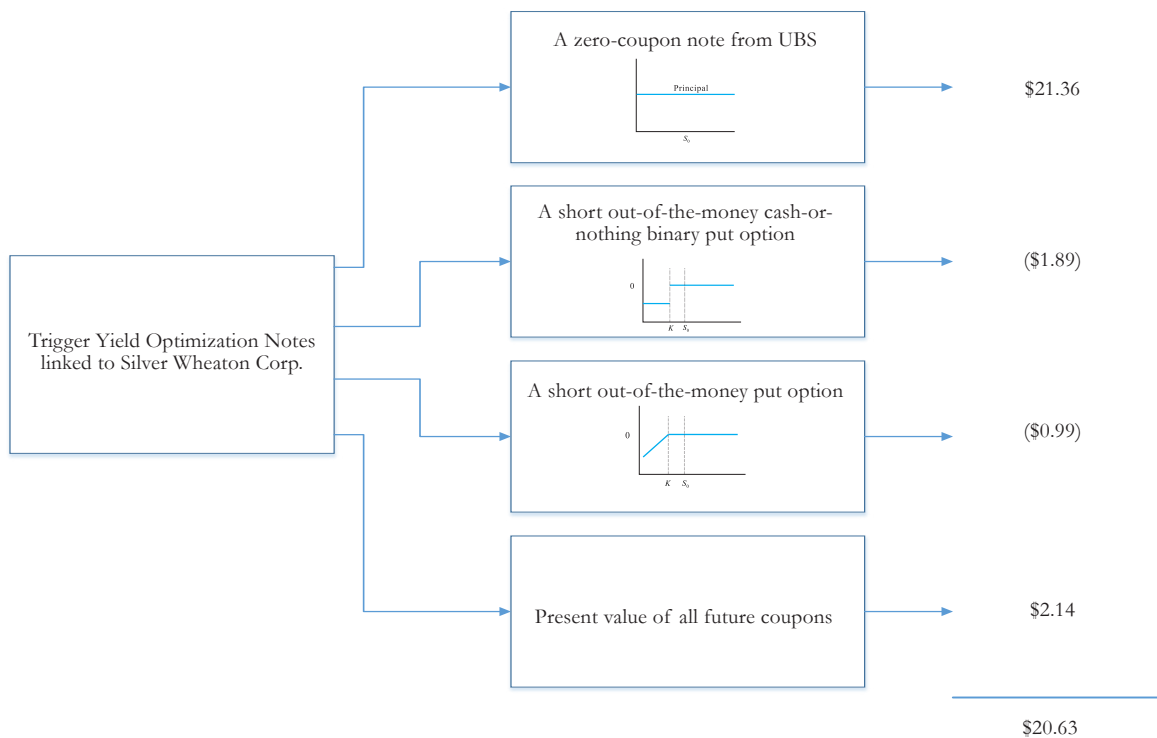 A zero-coupon note from UBS
Principal
S₀
$21.36
A short out-of-the-money cash-or-
nothing binary put option
0
K S₀
($1.89)
Trigger Yield Optimization Notes
linked to Silver Wheaton Corp.
A short out-of-the-money put option
0
K S₀
($0.99)
Present value of all future coupons
$2.14
$20.63